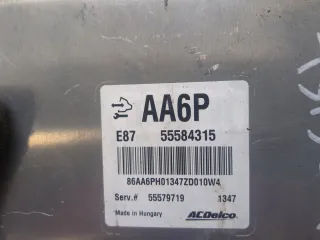 AA6P
E87 55584315
86AA6PH01347ZD010W4
Serv.# 55579719 1347
Made in Hungary ACDelco